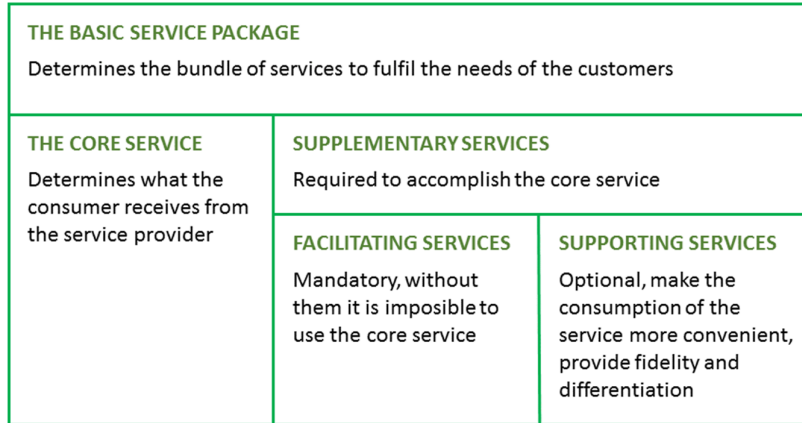 THE BASIC SERVICE PACKAGE
Determines the bundle of services to fulfil the needs of the customers
THE CORE SERVICE
Determines what the
consumer receives from
the service provider
SUPPLEMENTARY SERVICES
Required to accomplish the core service
FACILITATING SERVICES
Mandatory, without
them it is imposible to
use the core service
SUPPORTING SERVICES
Optional, make the
consumption of the
service more convenient,
provide fidelity and
differentiation